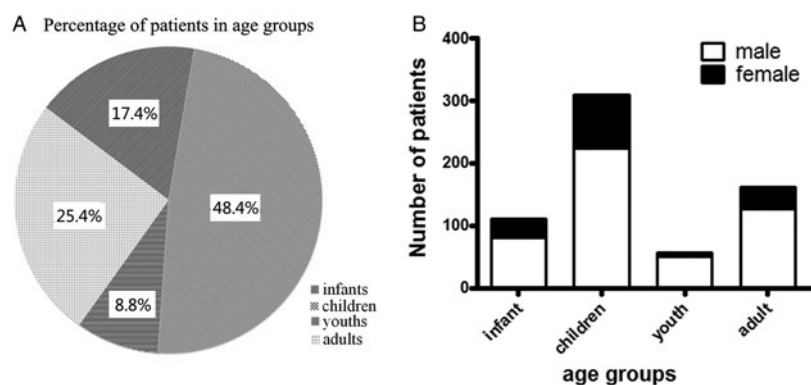 A Percentage of patients in age groups
17.4%
48.4%
25.4%
8.8%
infants
children
youths
adults
B
male
female
Number of patients
400
300
200
100
0
infant
children
youth
adult
age groups